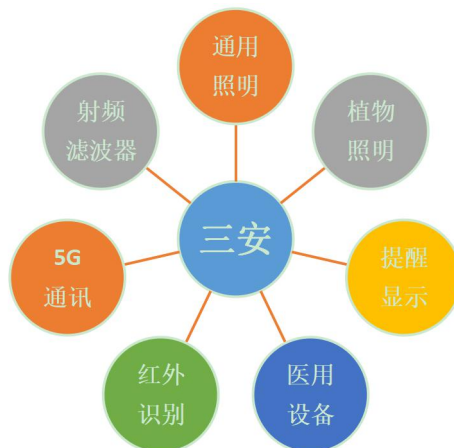 通用
照明
射频
滤波器
植物
照明
三安
5G
通讯
提醒
显示
红外
识别
医用
设备